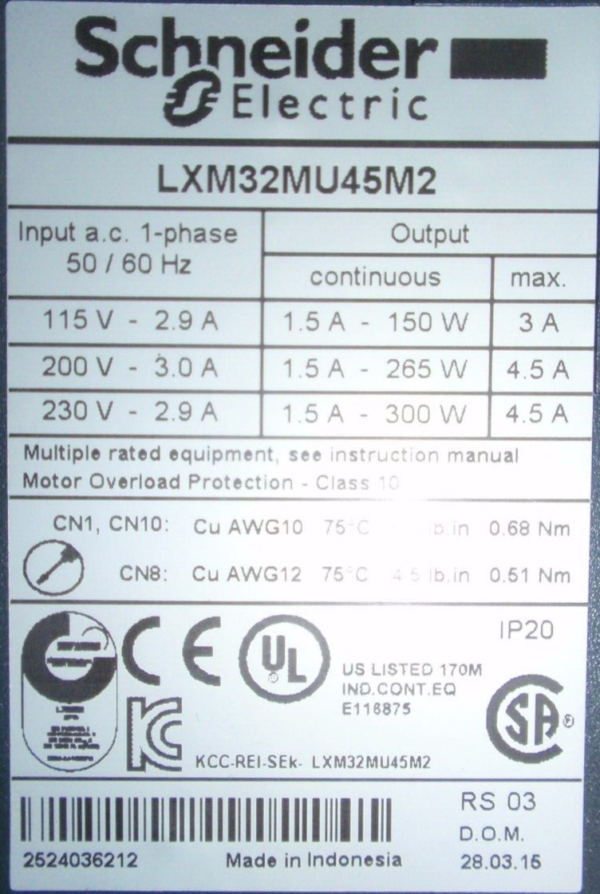 Schneider
Electric
LXM32MU45M2
Input a.c. 1-phase
50 / 60 Hz
Output
continuous
max.
115 V - 2.9 A 1.5 A - 150 W 3 A
200 V - 3.0 A 1.5 A - 265 W 4.5 A
230 V - 2.9 A 1.5 A - 300 W 4.5 A
Multiple rated equipment, see instruction manual
Motor Overload Protection - Class 10
CN1, CN10: Cu AWG10 75°C lb.in 0.68 Nm
CN8: Cu AWG12 75°C 4.5 lb.in 0.51 Nm
IP20
CE
UL
US LISTED 170M
IND.CONT.EQ
E116875
SA
KC
KCC-REI-SEk- LXM32MU45M2
RS 03
D.O.M.
2524036212 Made in Indonesia 28.03.15